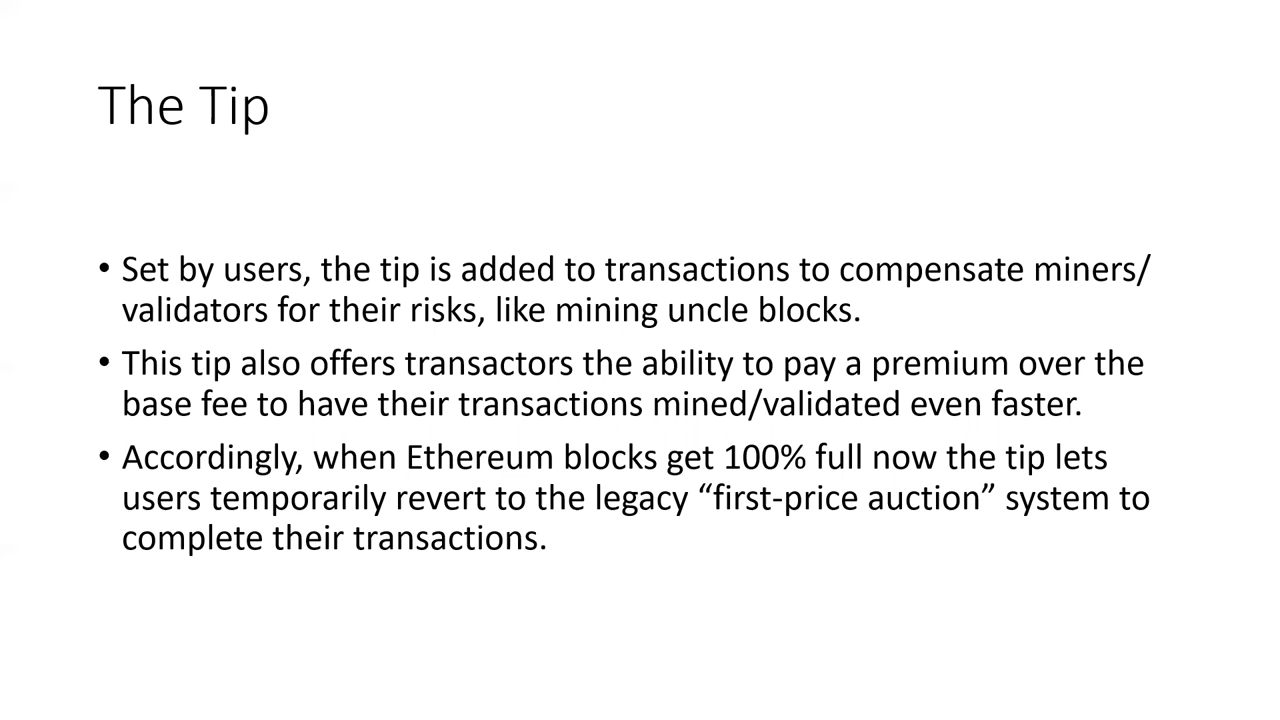 The Tip
• Set by users, the tip is added to transactions to compensate miners/
validators for their risks, like mining uncle blocks.
• This tip also offers transactors the ability to pay a premium over the
base fee to have their transactions mined/validated even faster.
• Accordingly, when Ethereum blocks get 100% full now the tip lets
users temporarily revert to the legacy “first-price auction” system to
complete their transactions.